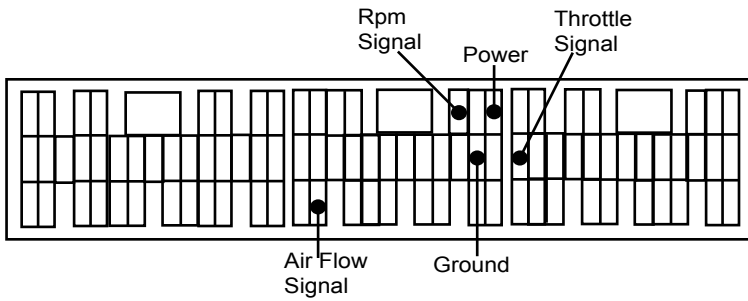 Rpm
Signal
Power
Throttle
Signal
Air Flow
Signal
Ground